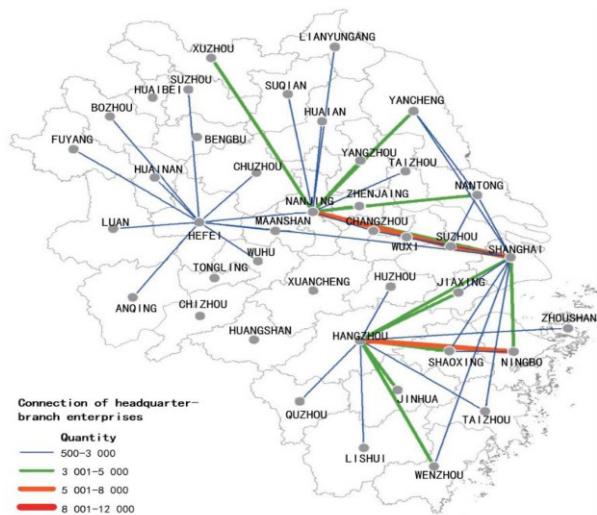 LIANYUNGANG
XUZHOU
SUZHOU
SUQIAN
HUAIBEI
YANCHENG
BOZHOU
HUAIAN
FUYANG
BENGBU
YANGZHOU
TAIZHOU
HUAINAN
CHUZHOU
NANTONG
ZHENJAING
NANJING
LUAN
MAANSHAN
CHANGZHOU
HEFEI
WUXI
SUZHOU
SHANGHAI
WUHU
TONGLING
XUANCHENG
HUZHOU
JIAXING
ANQING
CHIZHOU
ZHOUSHAN
HUANGSHAN
HANGZHOU
SHAOXING
NINGBO
JINHUA
QUZHOU
TAIZHOU
LISHUI
WENZHOU
Connection of headquarter-
branch enterprises
Quantity
500-3 000
3 001-5 000
5 001-8 000
8 001-12 000